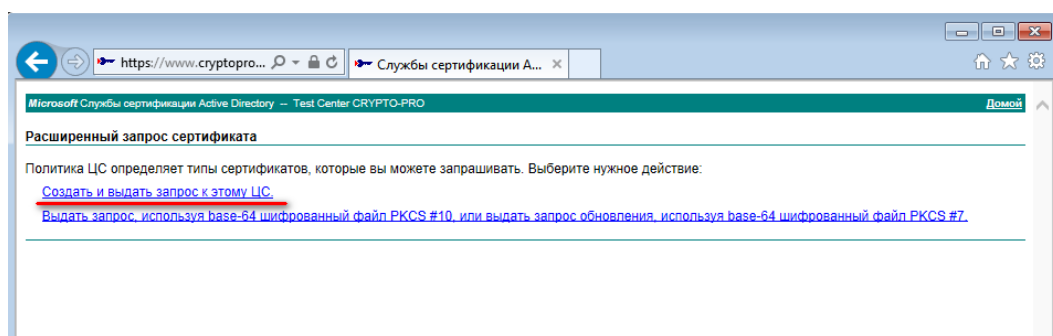 https://www.cryptopro...
Службы сертификации А...
Microsoft Службы сертификации Active Directory -- Test Center CRYPTO-PRO
Домой
Расширенный запрос сертификата
Политика ЦС определяет типы сертификатов, которые вы можете запрашивать. Выберите нужное действие:
Создать и выдать запрос к этому ЦС.
Выдать запрос, используя base-64 шифрованный файл PKCS #10, или выдать запрос обновления, используя base-64 шифрованный файл PKCS #7.